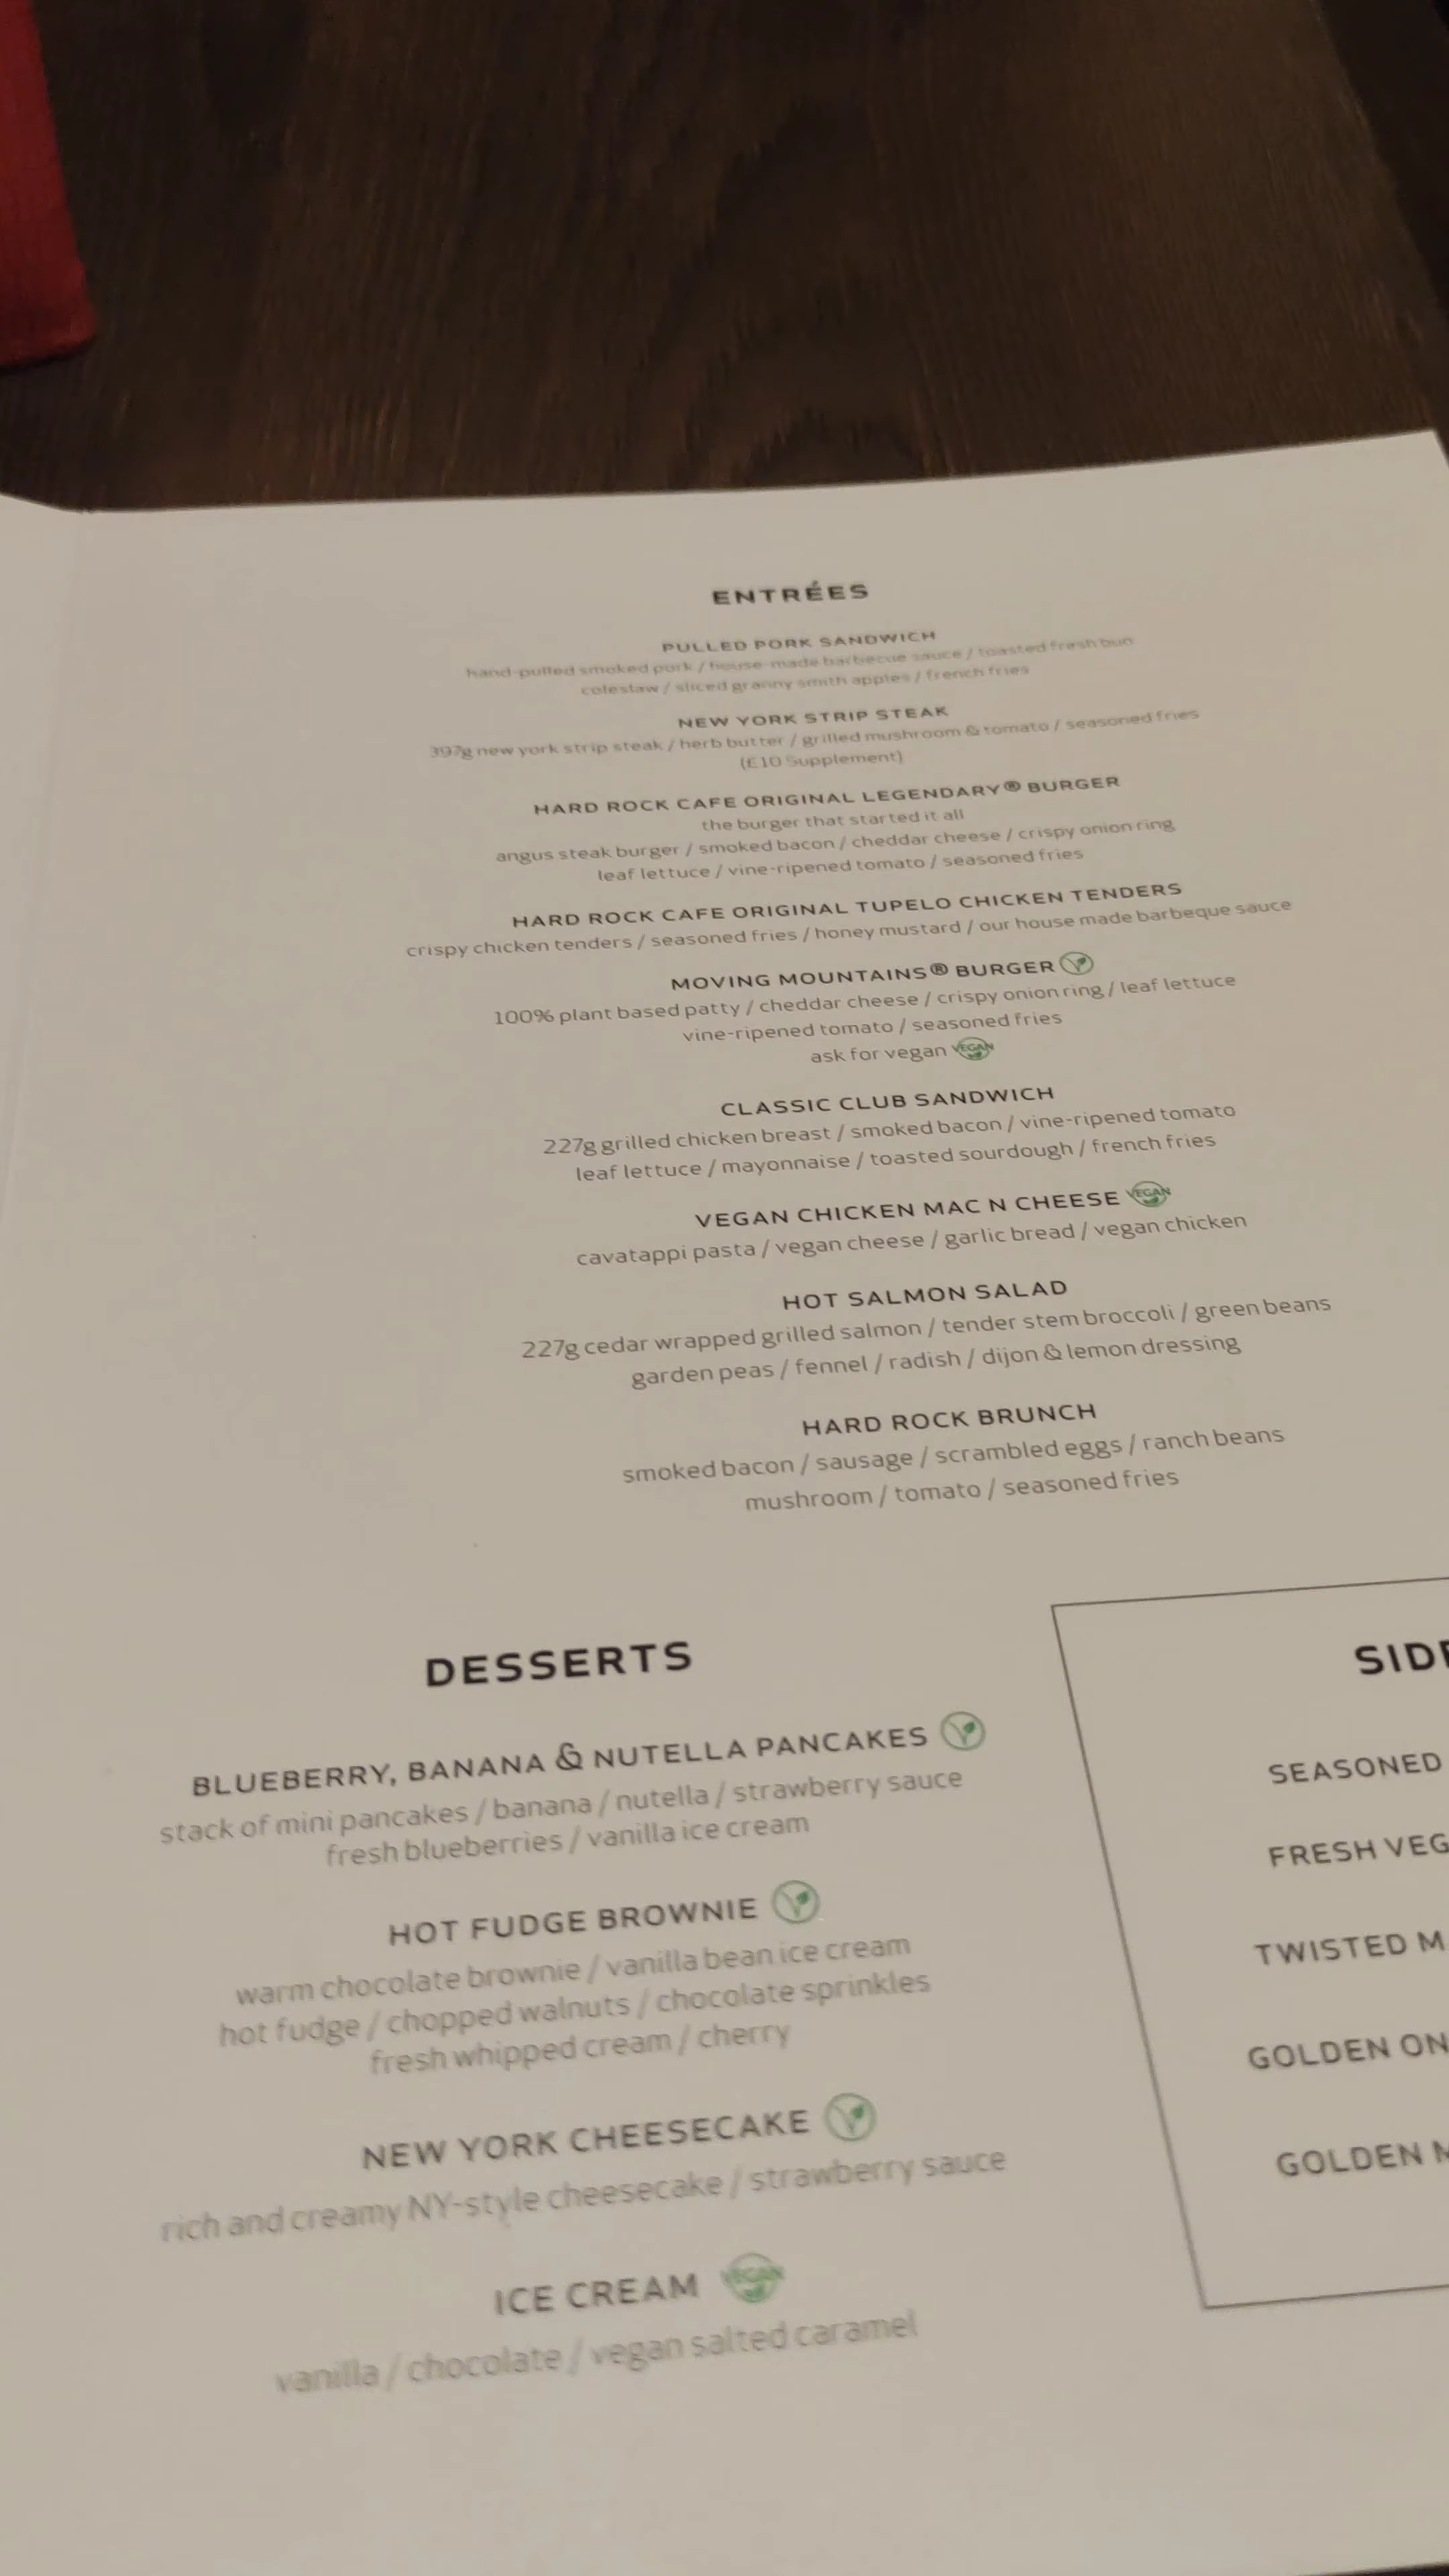 ENTRÉES
PULLED PORK SANDWICH
hand-pulled smoked pork / house-made barbecue sauce / toasted fresh bun
coleslaw / sliced granny smith apples / french fries
NEW YORK STRIP STEAK
397g new york strip steak / herb butter / grilled mushroom & tomato / seasoned fries
(£10 Supplement)
HARD ROCK CAFE ORIGINAL LEGENDARY® BURGER
the burger that started it all
angus steak burger / smoked bacon / cheddar cheese / crispy onion ring
leaf lettuce / vine-ripened tomato / seasoned fries
HARD ROCK CAFE ORIGINAL TUPELO CHICKEN TENDERS
crispy chicken tenders / seasoned fries / honey mustard / our house made barbeque sauce
MOVING MOUNTAINS® BURGER
100% plant based patty / cheddar cheese / crispy onion ring / leaf lettuce
vine-ripened tomato / seasoned fries
ask for vegan VEGAN
CLASSIC CLUB SANDWICH
227g grilled chicken breast / smoked bacon / vine-ripened tomato
leaf lettuce / mayonnaise / toasted sourdough / french fries
VEGAN CHICKEN MAC N CHEESE VEGAN
cavatappi pasta / vegan cheese / garlic bread / vegan chicken
HOT SALMON SALAD
227g cedar wrapped grilled salmon / tender stem broccoli / green beans
garden peas / fennel / radish / dijon & lemon dressing
HARD ROCK BRUNCH
smoked bacon / sausage / scrambled eggs / ranch beans
mushroom / tomato / seasoned fries
DESSERTS
BLUEBERRY, BANANA & NUTELLA PANCAKES
stack of mini pancakes / banana / nutella / strawberry sauce
fresh blueberries / vanilla ice cream
HOT FUDGE BROWNIE
warm chocolate brownie / vanilla bean ice cream
hot fudge / chopped walnuts / chocolate sprinkles
fresh whipped cream / cherry
NEW YORK CHEESECAKE
rich and creamy NY-style cheesecake / strawberry sauce
ICE CREAM VEGAN
vanilla / chocolate / vegan salted caramel
SIDE
SEASONED
FRESH VEG
TWISTED M
GOLDEN ON
GOLDEN M